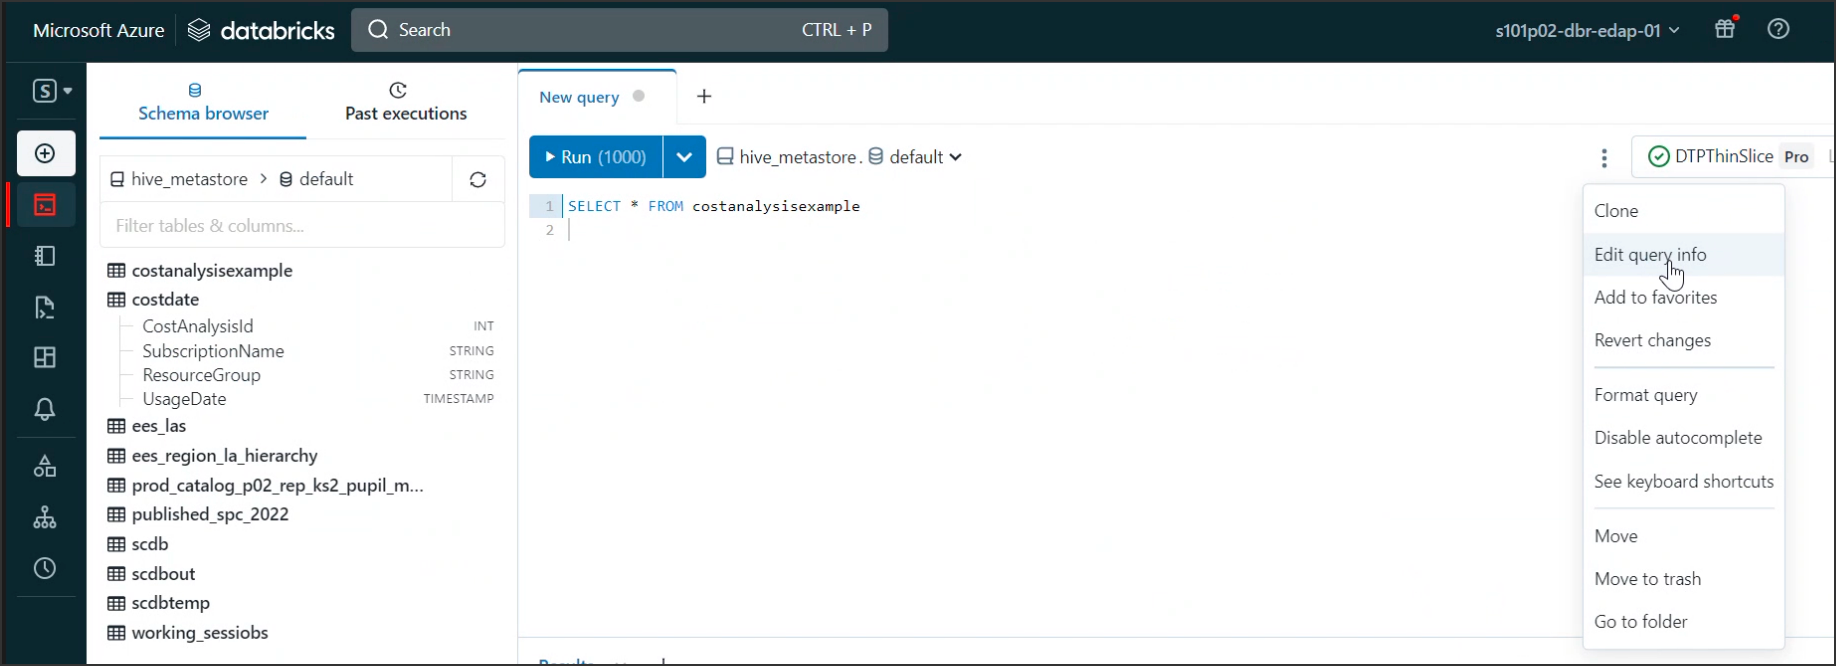 Microsoft Azure
databricks
Search
CTRL + P
s101p02-dbr-edap-01
S
Schema browser
Past executions
hive_metastore > default
Filter tables & columns...
costanalysisexample
costdate
CostAnalysisId INT
SubscriptionName STRING
ResourceGroup STRING
UsageDate TIMESTAMP
ees_las
ees_region_la_hierarchy
prod_catalog_p02_rep_ks2_pupil_m...
published_spc_2022
scdb
scdbout
scdbtemp
working_sessiobs
New query
+
Run (1000)
hive_metastore. default
DTPThinSlice Pro
1 SELECT * FROM costanalysisexample
2
Clone
Edit query info
Add to favorites
Revert changes
Format query
Disable autocomplete
See keyboard shortcuts
Move
Move to trash
Go to folder